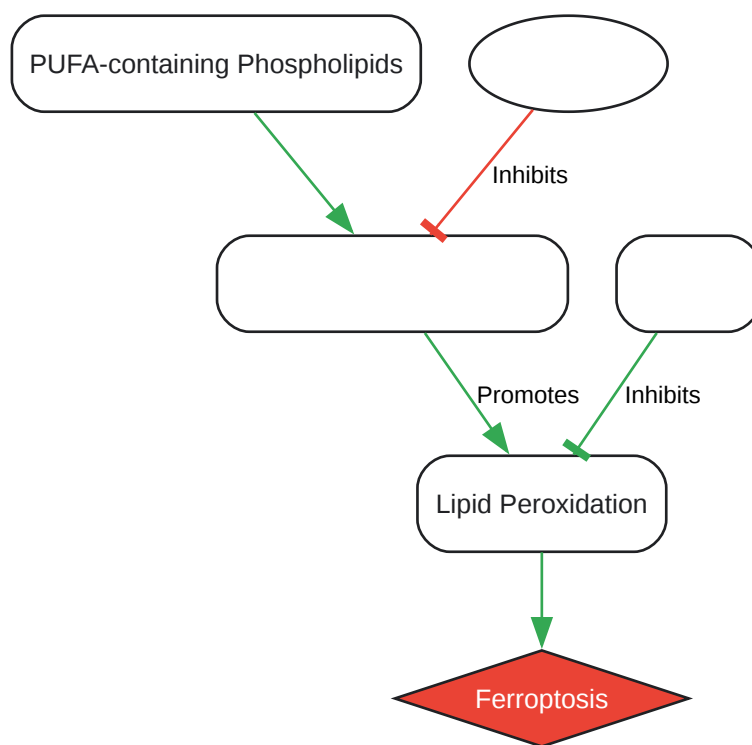 PUFA-containing Phospholipids
Inhibits
Promotes
Inhibits
Lipid Peroxidation
Ferroptosis